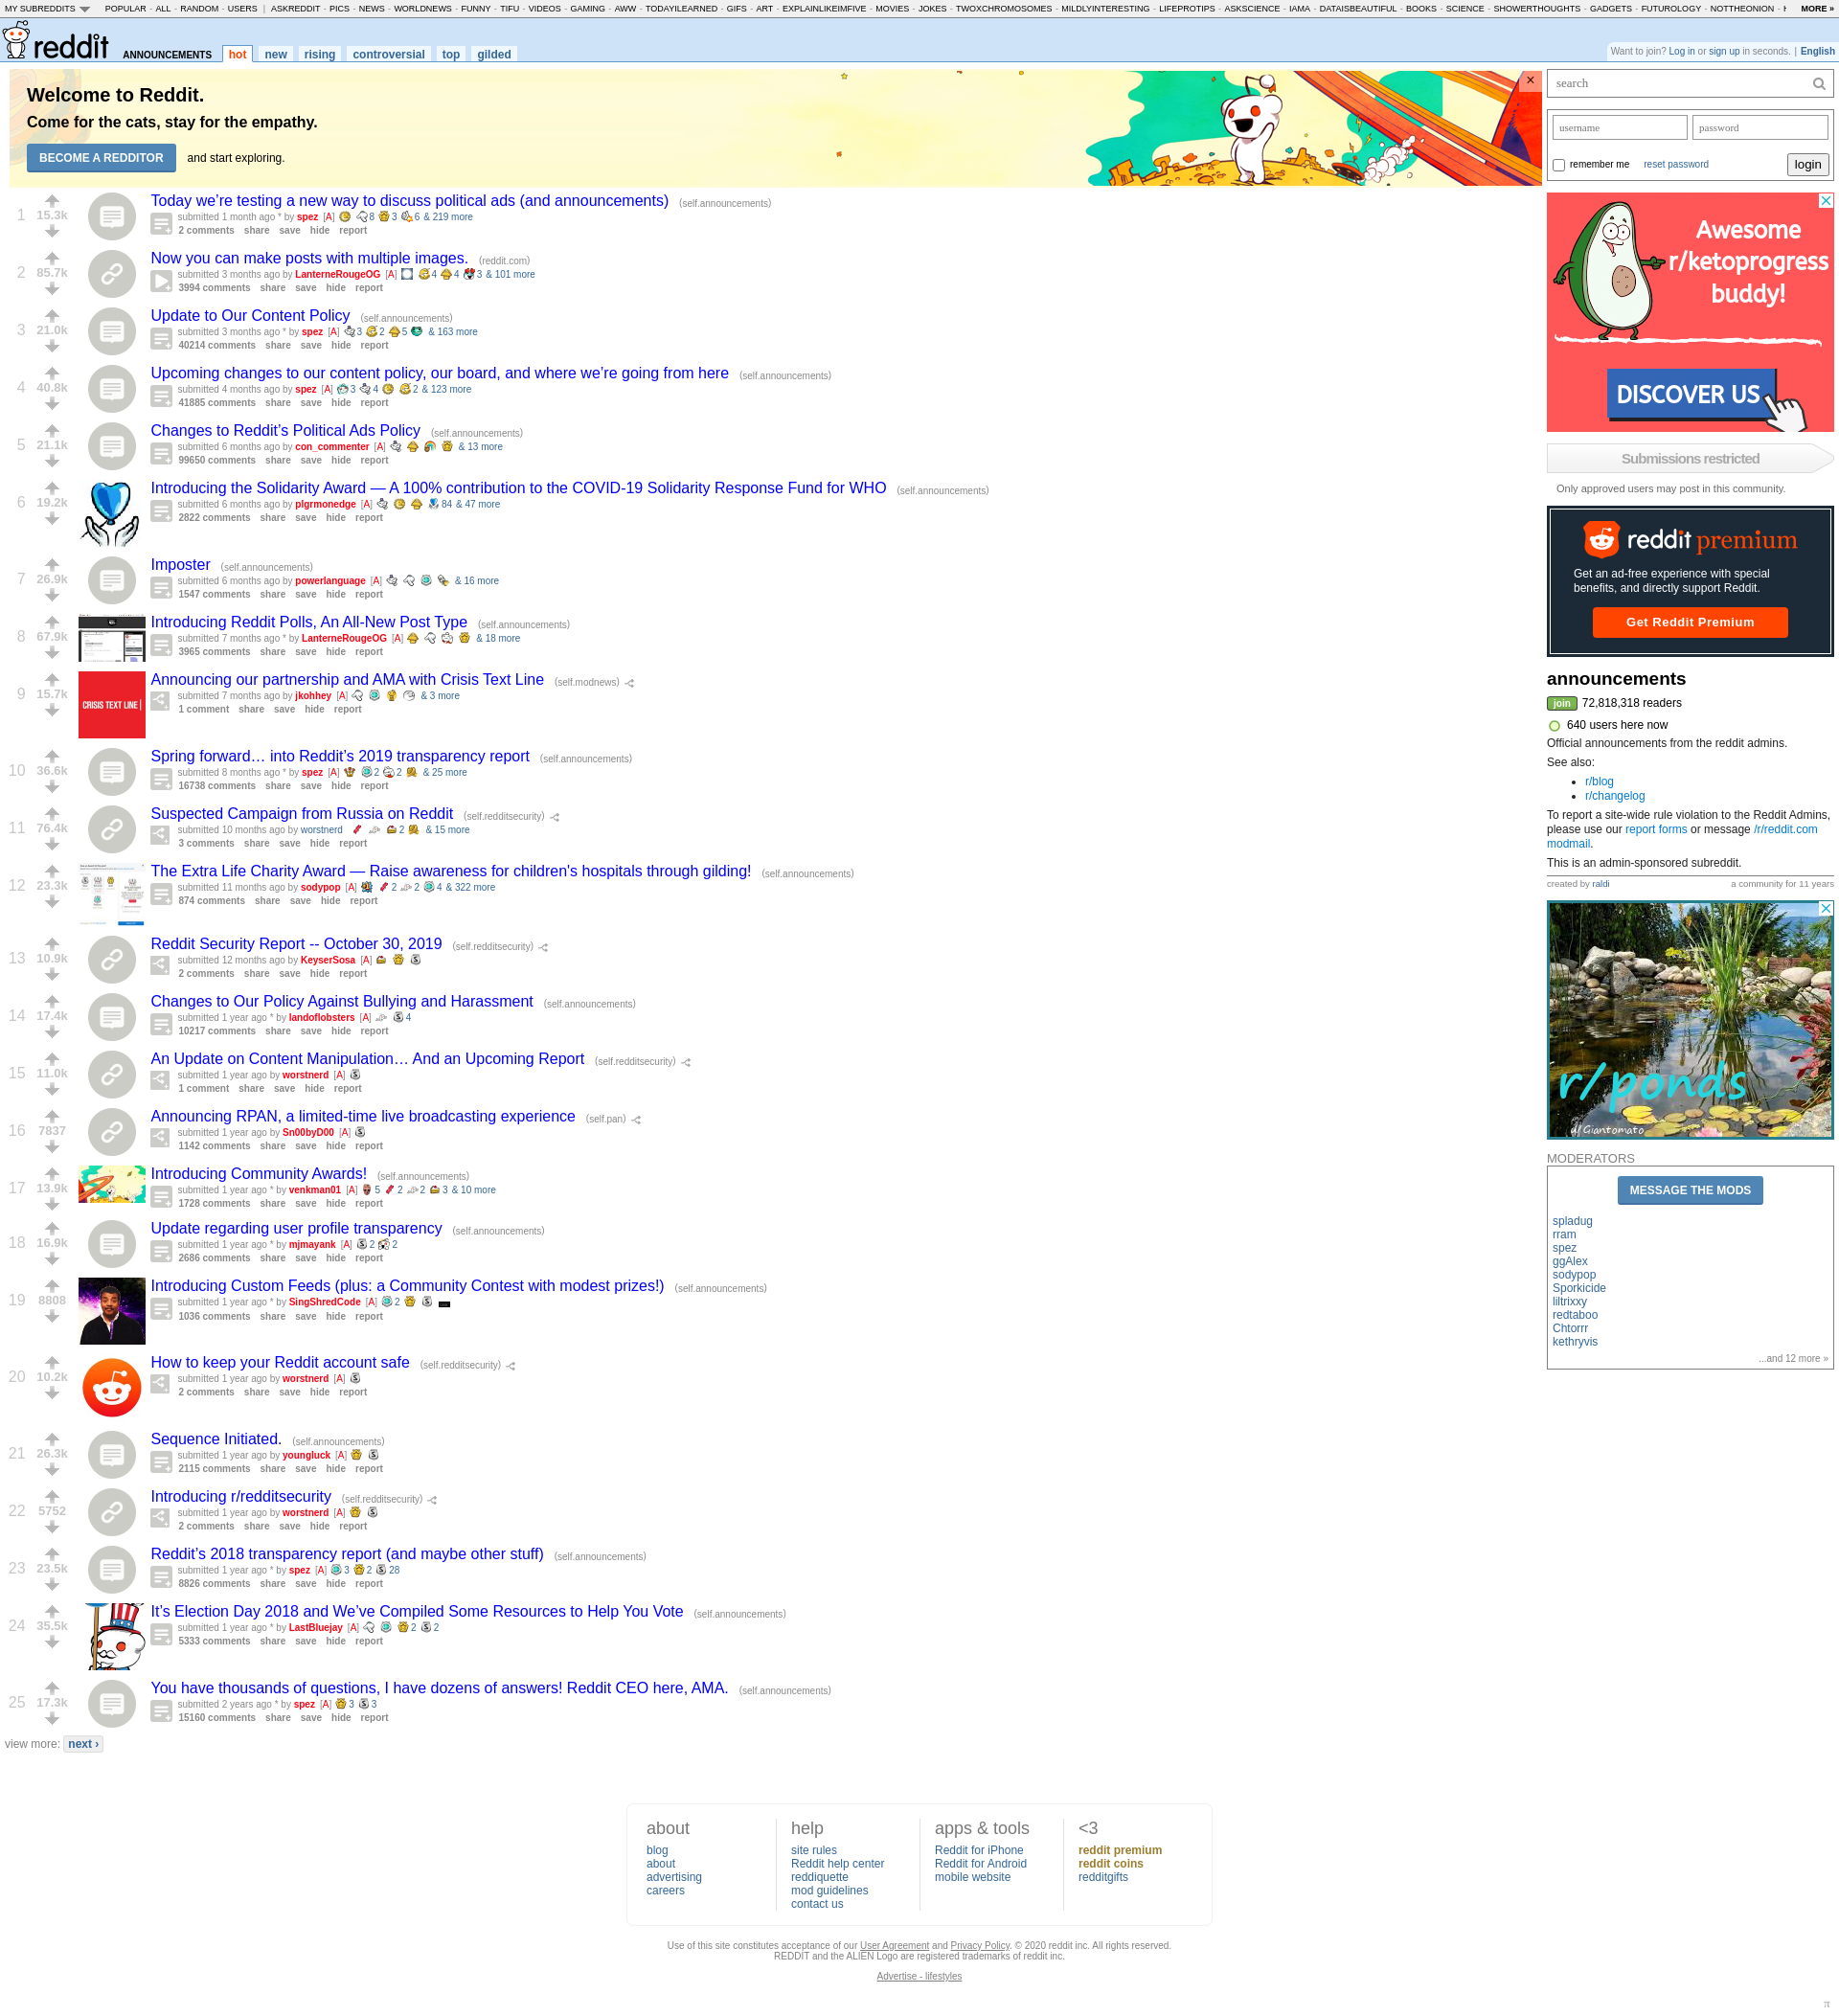 MY SUBREDDITS POPULAR - ALL - RANDOM - USERS | ASKREDDIT - PICS - NEWS - WORLDNEWS - FUNNY - TIFU - VIDEOS - GAMING - AWW - TODAYILEARNED - GIFS - ART - EXPLAINLIKEIMFIVE - MOVIES - JOKES - TWOXCHROMOSOMES - MILDLYINTERESTING - LIFEPROTIPS - ASKSCIENCE - IAMA - DATAISBEAUTIFUL - BOOKS - SCIENCE - SHOWERTHOUGHTS - GADGETS - FUTUROLOGY - NOTTHEONION - MORE »
reddit ANNOUNCEMENTS hot new rising controversial top gilded
Want to join? Log in or sign up in seconds. | English
Welcome to Reddit.
Come for the cats, stay for the empathy.
BECOME A REDDITOR and start exploring.
1 15.3k Today we’re testing a new way to discuss political ads (and announcements) (self.announcements)
submitted 1 month ago * by spez [A] 8 3 6 & 219 more
2 comments share save hide report
2 85.7k Now you can make posts with multiple images. (reddit.com)
submitted 3 months ago by LanterneRougeOG [A] 4 4 3 & 101 more
3994 comments share save hide report
3 21.0k Update to Our Content Policy (self.announcements)
submitted 3 months ago * by spez [A] 3 2 5 & 163 more
40214 comments share save hide report
4 40.8k Upcoming changes to our content policy, our board, and where we’re going from here (self.announcements)
submitted 4 months ago by spez [A] 3 4 2 & 123 more
41885 comments share save hide report
5 21.1k Changes to Reddit’s Political Ads Policy (self.announcements)
submitted 6 months ago by con_commenter [A] & 13 more
99650 comments share save hide report
6 19.2k Introducing the Solidarity Award — A 100% contribution to the COVID-19 Solidarity Response Fund for WHO (self.announcements)
submitted 6 months ago by plgrmonedge [A] 84 & 47 more
2822 comments share save hide report
7 26.9k Imposter (self.announcements)
submitted 6 months ago by powerlanguage [A] & 16 more
1547 comments share save hide report
8 67.9k Introducing Reddit Polls, An All-New Post Type (self.announcements)
submitted 7 months ago * by LanterneRougeOG [A] & 18 more
3965 comments share save hide report
9 15.7k CRISIS TEXT LINE Announcing our partnership and AMA with Crisis Text Line (self.modnews)
submitted 7 months ago by jkohhey [A] & 3 more
1 comment share save hide report
10 36.6k Spring forward… into Reddit’s 2019 transparency report (self.announcements)
submitted 8 months ago * by spez [A] 2 2 & 25 more
16738 comments share save hide report
11 76.4k Suspected Campaign from Russia on Reddit (self.redditsecurity)
submitted 10 months ago by worstnerd 2 & 15 more
3 comments share save hide report
12 23.3k The Extra Life Charity Award — Raise awareness for children's hospitals through gilding! (self.announcements)
submitted 11 months ago by sodypop [A] 2 2 4 & 322 more
874 comments share save hide report
13 10.9k Reddit Security Report -- October 30, 2019 (self.redditsecurity)
submitted 12 months ago by KeyserSosa [A]
2 comments share save hide report
14 17.4k Changes to Our Policy Against Bullying and Harassment (self.announcements)
submitted 1 year ago * by landoflobsters [A] 4
10217 comments share save hide report
15 11.0k An Update on Content Manipulation… And an Upcoming Report (self.redditsecurity)
submitted 1 year ago by worstnerd [A]
1 comment share save hide report
16 7837 Announcing RPAN, a limited-time live broadcasting experience (self.pan)
submitted 1 year ago by Sn00byD00 [A]
1142 comments share save hide report
17 13.9k Introducing Community Awards! (self.announcements)
submitted 1 year ago * by venkman01 [A] 5 2 2 3 & 10 more
1728 comments share save hide report
18 16.9k Update regarding user profile transparency (self.announcements)
submitted 1 year ago * by mjmayank [A] 2 2
2686 comments share save hide report
19 8808 Introducing Custom Feeds (plus: a Community Contest with modest prizes!) (self.announcements)
submitted 1 year ago * by SingShredCode [A] 2
1036 comments share save hide report
20 10.2k How to keep your Reddit account safe (self.redditsecurity)
submitted 1 year ago by worstnerd [A]
2 comments share save hide report
21 26.3k Sequence Initiated. (self.announcements)
submitted 1 year ago by youngluck [A]
2115 comments share save hide report
22 5752 Introducing r/redditsecurity (self.redditsecurity)
submitted 1 year ago by worstnerd [A]
2 comments share save hide report
23 23.5k Reddit’s 2018 transparency report (and maybe other stuff) (self.announcements)
submitted 1 year ago * by spez [A] 3 2 28
8826 comments share save hide report
24 35.5k It’s Election Day 2018 and We’ve Compiled Some Resources to Help You Vote (self.announcements)
submitted 1 year ago * by LastBluejay [A] 2 2
5333 comments share save hide report
25 17.3k You have thousands of questions, I have dozens of answers! Reddit CEO here, AMA. (self.announcements)
submitted 2 years ago * by spez [A] 3 3
15160 comments share save hide report
view more: next ›
search
username password
remember me reset password login
Awesome
r/ketoprogress
buddy!
DISCOVER US
Submissions restricted
Only approved users may post in this community.
reddit premium
Get an ad-free experience with special
benefits, and directly support Reddit.
Get Reddit Premium
announcements
join 72,818,318 readers
640 users here now
Official announcements from the reddit admins.
See also:
• r/blog
• r/changelog
To report a site-wide rule violation to the Reddit Admins,
please use our report forms or message /r/reddit.com
modmail.
This is an admin-sponsored subreddit.
created by raldi a community for 11 years
r/ponds
u/Giantomato
MODERATORS
MESSAGE THE MODS
spladug
rram
spez
ggAlex
sodypop
Sporkicide
liltrixxy
redtaboo
Chtorrr
kethryvis
...and 12 more »
about
blog
about
advertising
careers
help
site rules
Reddit help center
reddiquette
mod guidelines
contact us
apps & tools
Reddit for iPhone
Reddit for Android
mobile website
<3
reddit premium
reddit coins
redditgifts
Use of this site constitutes acceptance of our User Agreement and Privacy Policy. © 2020 reddit inc. All rights reserved.
REDDIT and the ALIEN Logo are registered trademarks of reddit inc.
Advertise - lifestyles
π